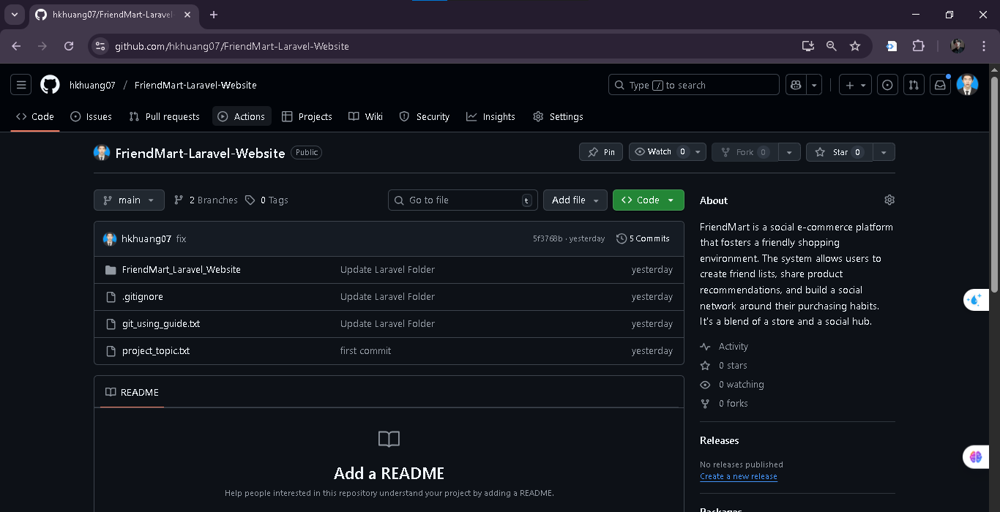 hkhuang07/FriendMart-Laravel-
github.com/hkhuang07/FriendMart-Laravel-Website
hkhuang07 / FriendMart-Laravel-Website
Type / to search
Code Issues Pull requests Actions Projects Wiki Security Insights Settings
FriendMart-Laravel-Website Public
Pin Watch 0 Fork 0 Star 0
main 2 Branches 0 Tags
Go to file t Add file <> Code
hkhuang07 fix 5f3768b · yesterday 5 Commits
FriendMart_Laravel_Website Update Laravel Folder yesterday
.gitignore Update Laravel Folder yesterday
git_using_guide.txt Update Laravel Folder yesterday
project_topic.txt first commit yesterday
README
Add a README
Help people interested in this repository understand your project by adding a README.
About
FriendMart is a social e-commerce platform
that fosters a friendly shopping
environment. The system allows users to
create friend lists, share product
recommendations, and build a social
network around their purchasing habits.
It's a blend of a store and a social hub.
Activity
0 stars
0 watching
0 forks
Releases
No releases published
Create a new release
Packages